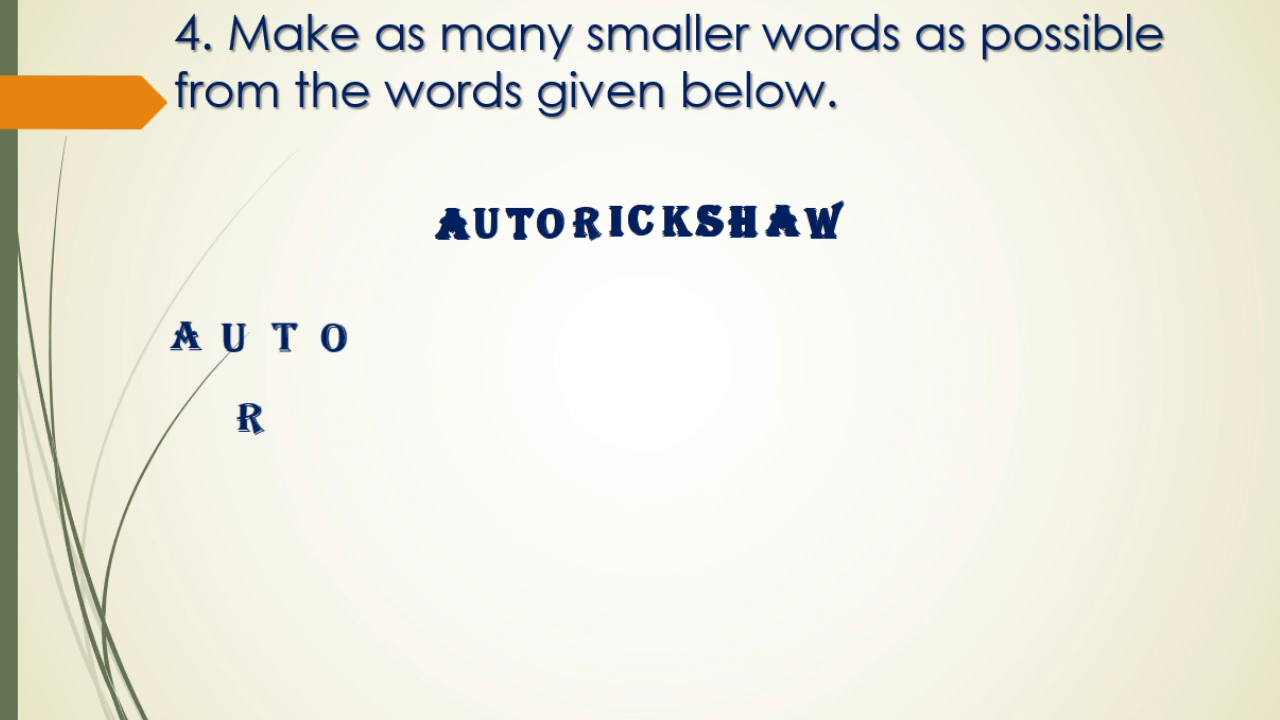 4. Make as many smaller words as possible
from the words given below.
AUTORICKSHAW
A U T O
R